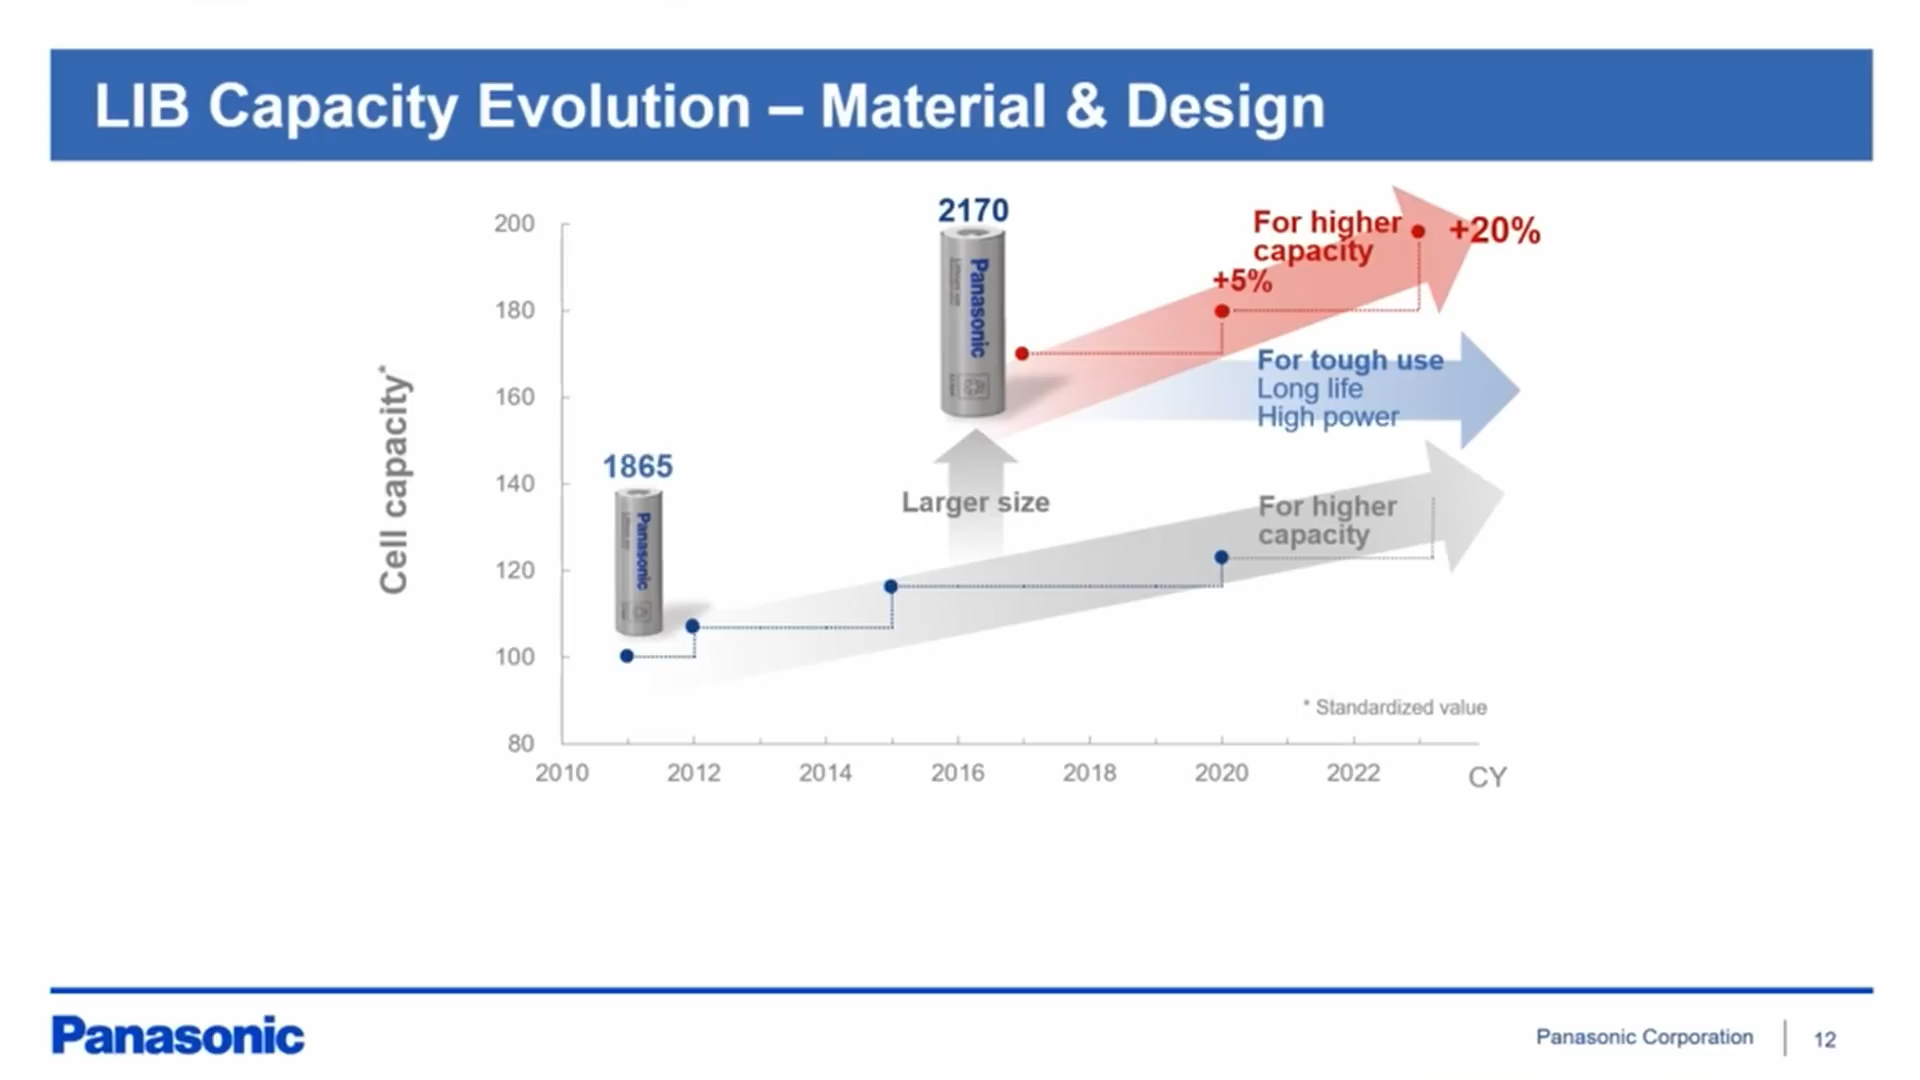 LIB Capacity Evolution – Material & Design
Cell capacity*
200
180
160
140
120
100
80
2010
2012
2014
2016
2018
2020
2022
CY
1865
Panasonic
2170
Panasonic
Larger size
For higher
capacity
+5%
+20%
For tough use
Long life
High power
For higher
capacity
* Standardized value
Panasonic
Panasonic Corporation
12